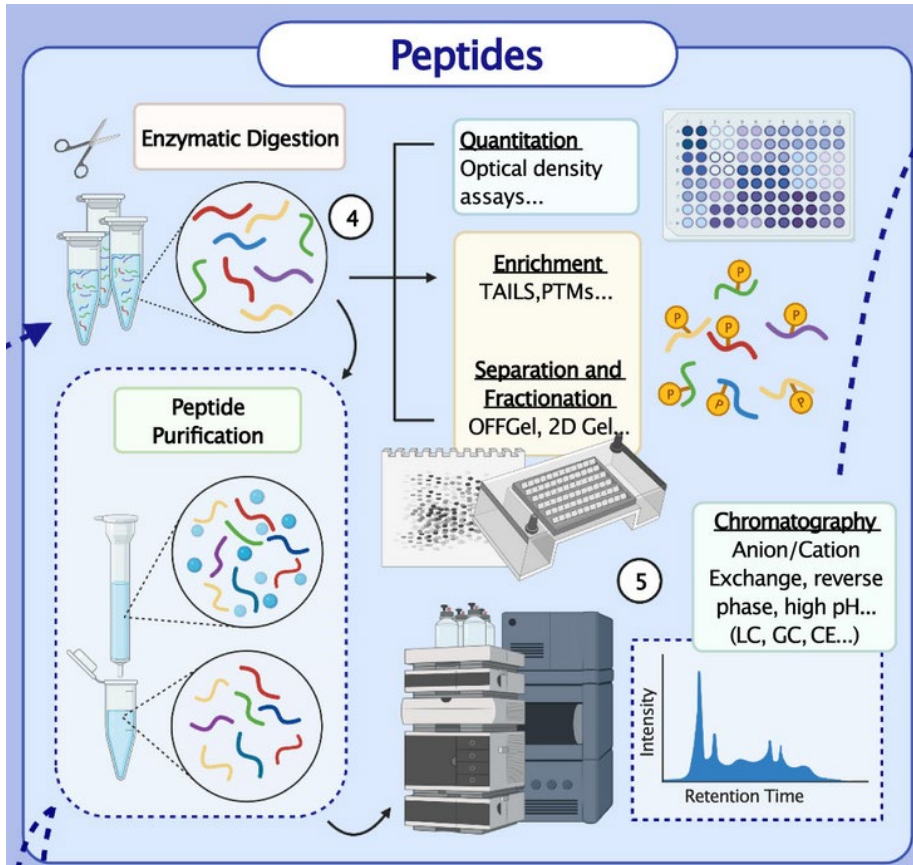 Peptides
Enzymatic Digestion
4
Quantitation
Optical density
assays...
Enrichment
TAILS,PTMs...
Separation and
Fractionation
OFFGel, 2D Gel...
P
P
P
P
P
P
P
Peptide
Purification
5
Chromatography
Anion/Cation
Exchange, reverse
phase, high pH...
(LC, GC, CE...)
Intensity
Retention Time